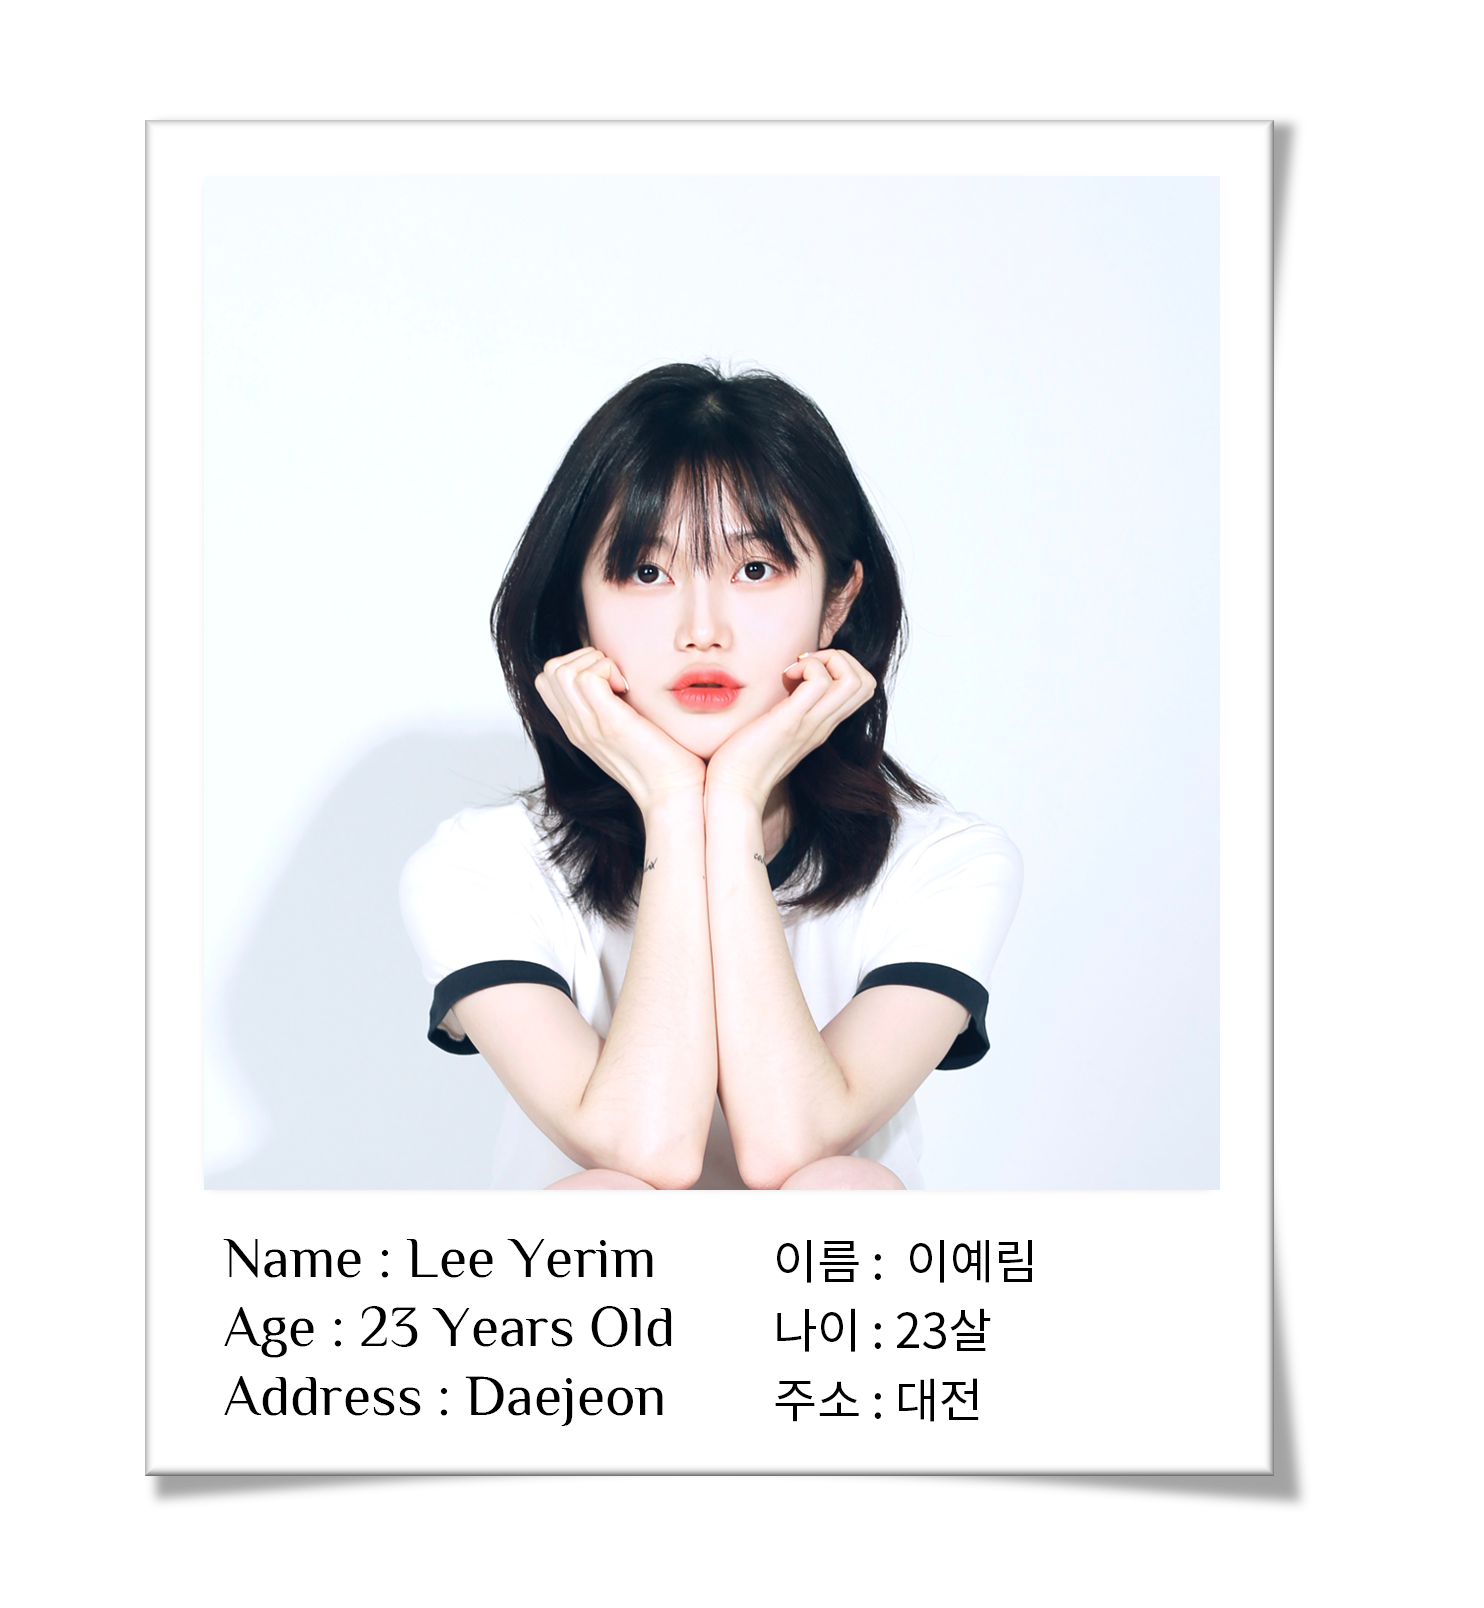 Name : Lee Yerim
Age : 23 Years Old
Address : Daejeon
이름 : 이예림
나이 : 23살
주소 : 대전